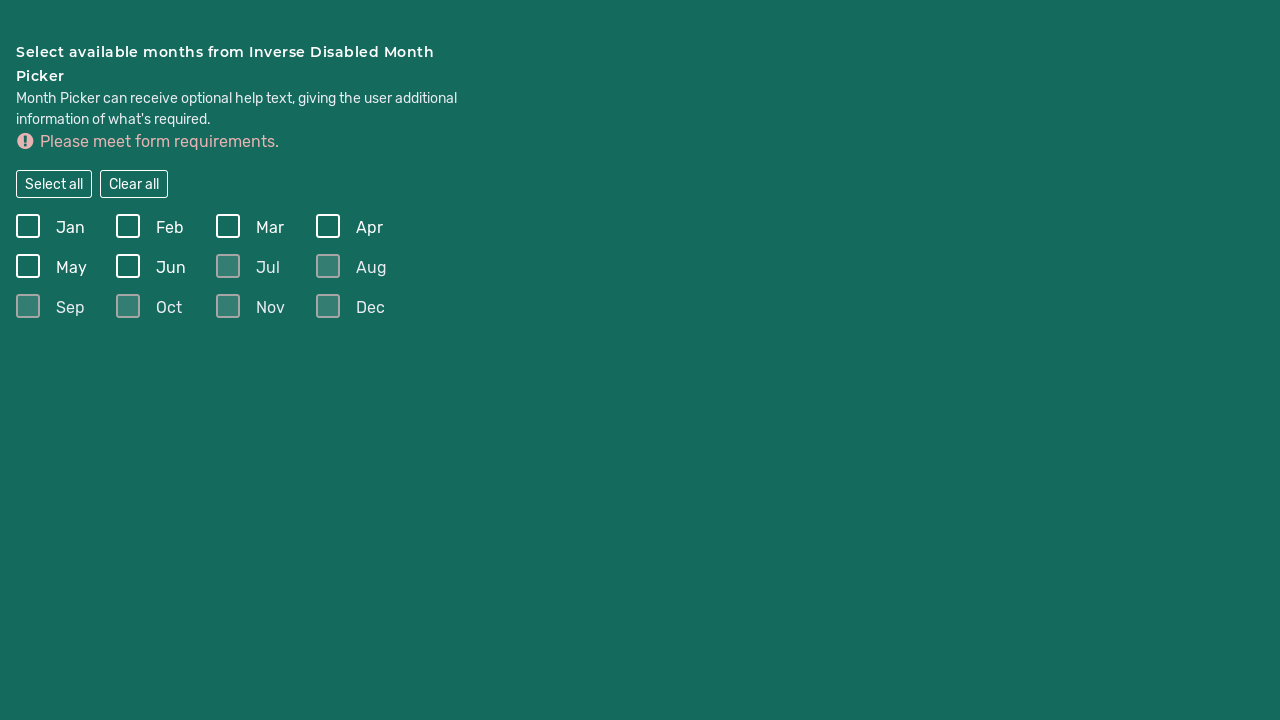 Select available months from Inverse Disabled Month
Picker
Month Picker can receive optional help text, giving the user additional
information of what's required.
Please meet form requirements.
Select all Clear all
Jan Feb Mar Apr
May Jun Jul Aug
Sep Oct Nov Dec